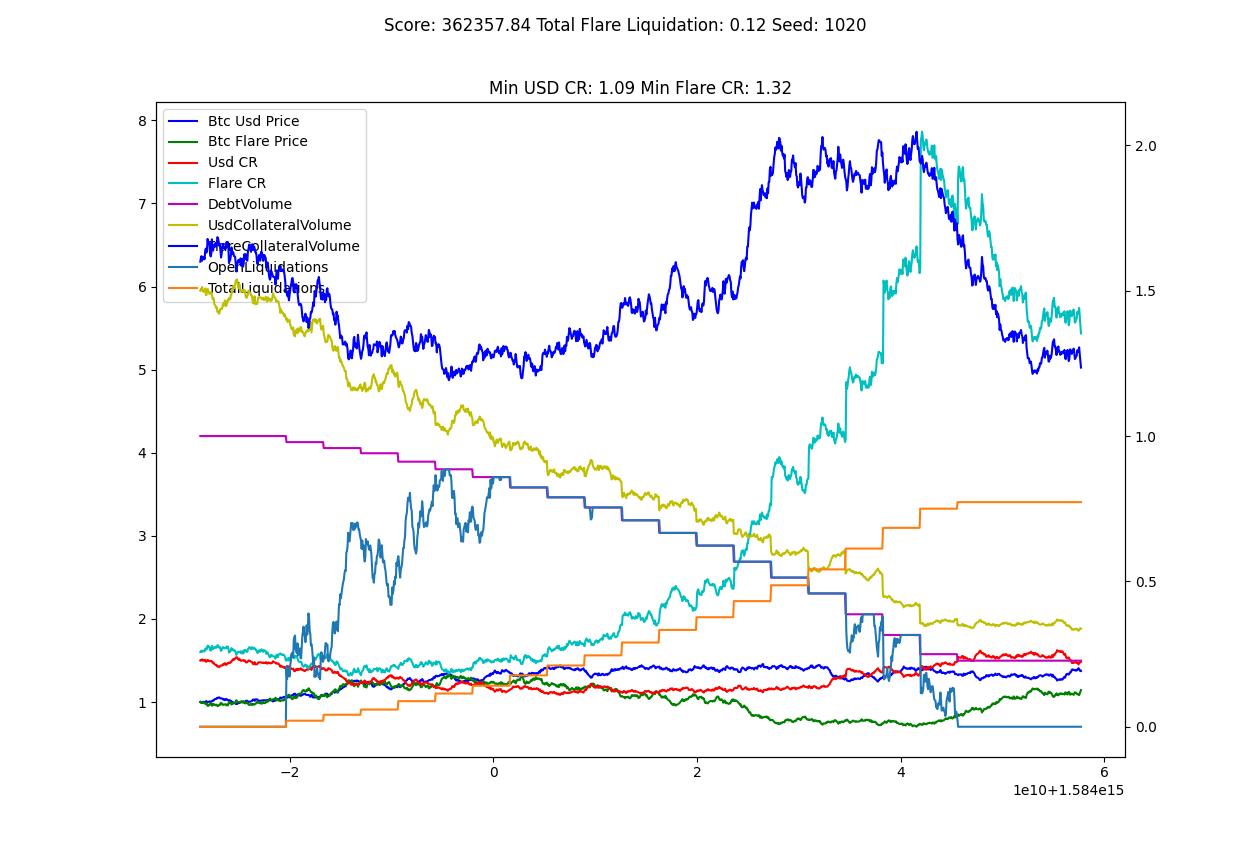 Score: 362357.84 Total Flare Liquidation: 0.12 Seed: 1020
Min USD CR: 1.09 Min Flare CR: 1.32
Btc Usd Price
Btc Flare Price
Usd CR
Flare CR
DebtVolume
UsdCollateralVolume
FlareCollateralVolume
OpenLiquidations
TotalLiquidations
8
7
6
5
4
3
2
1
2.0
1.5
1.0
0.5
0.0
−2
0
2
4
6
1e10+1.584e15